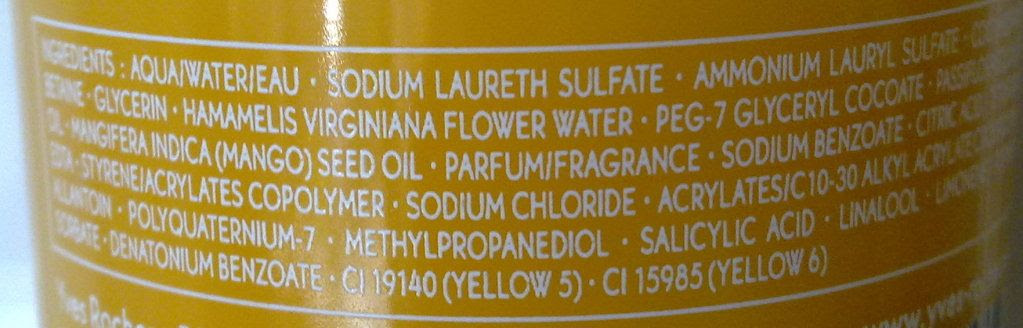 INGREDIENTS : AQUA/WATER/EAU · SODIUM LAURETH SULFATE · AMMONIUM LAURYL SULFATE ·
BETAINE · GLYCERIN · HAMAMELIS VIRGINIANA FLOWER WATER · PEG-7 GLYCERYL COCOATE ·
OIL · MANGIFERA INDICA (MANGO) SEED OIL · PARFUM/FRAGRANCE · SODIUM BENZOATE · CITRIC
EDTA · STYRENE/ACRYLATES COPOLYMER · SODIUM CHLORIDE · ACRYLATES/C10-30 ALKYL ACRYLATE
ALLANTOIN · POLYQUATERNIUM-7 · METHYLPROPANEDIOL · SALICYLIC ACID · LINALOOL ·
SORBATE · DENATONIUM BENZOATE · CI 19140 (YELLOW 5) · CI 15985 (YELLOW 6)
Yves